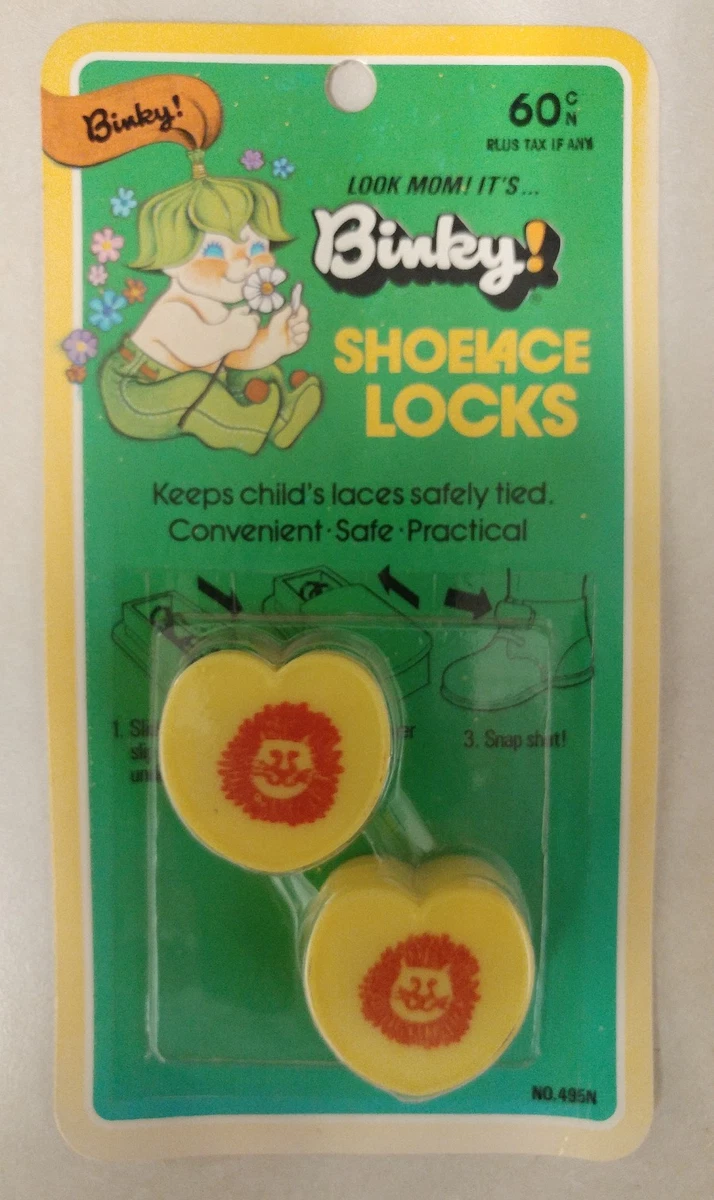 Binky!
60 CN
PLUS TAX IF ANY
LOOK MOM! IT'S...
Binky!
®
SHOELACE
LOCKS
Keeps child's laces safely tied.
Convenient·Safe·Practical
1.
3. Snap shut!
NO.495N